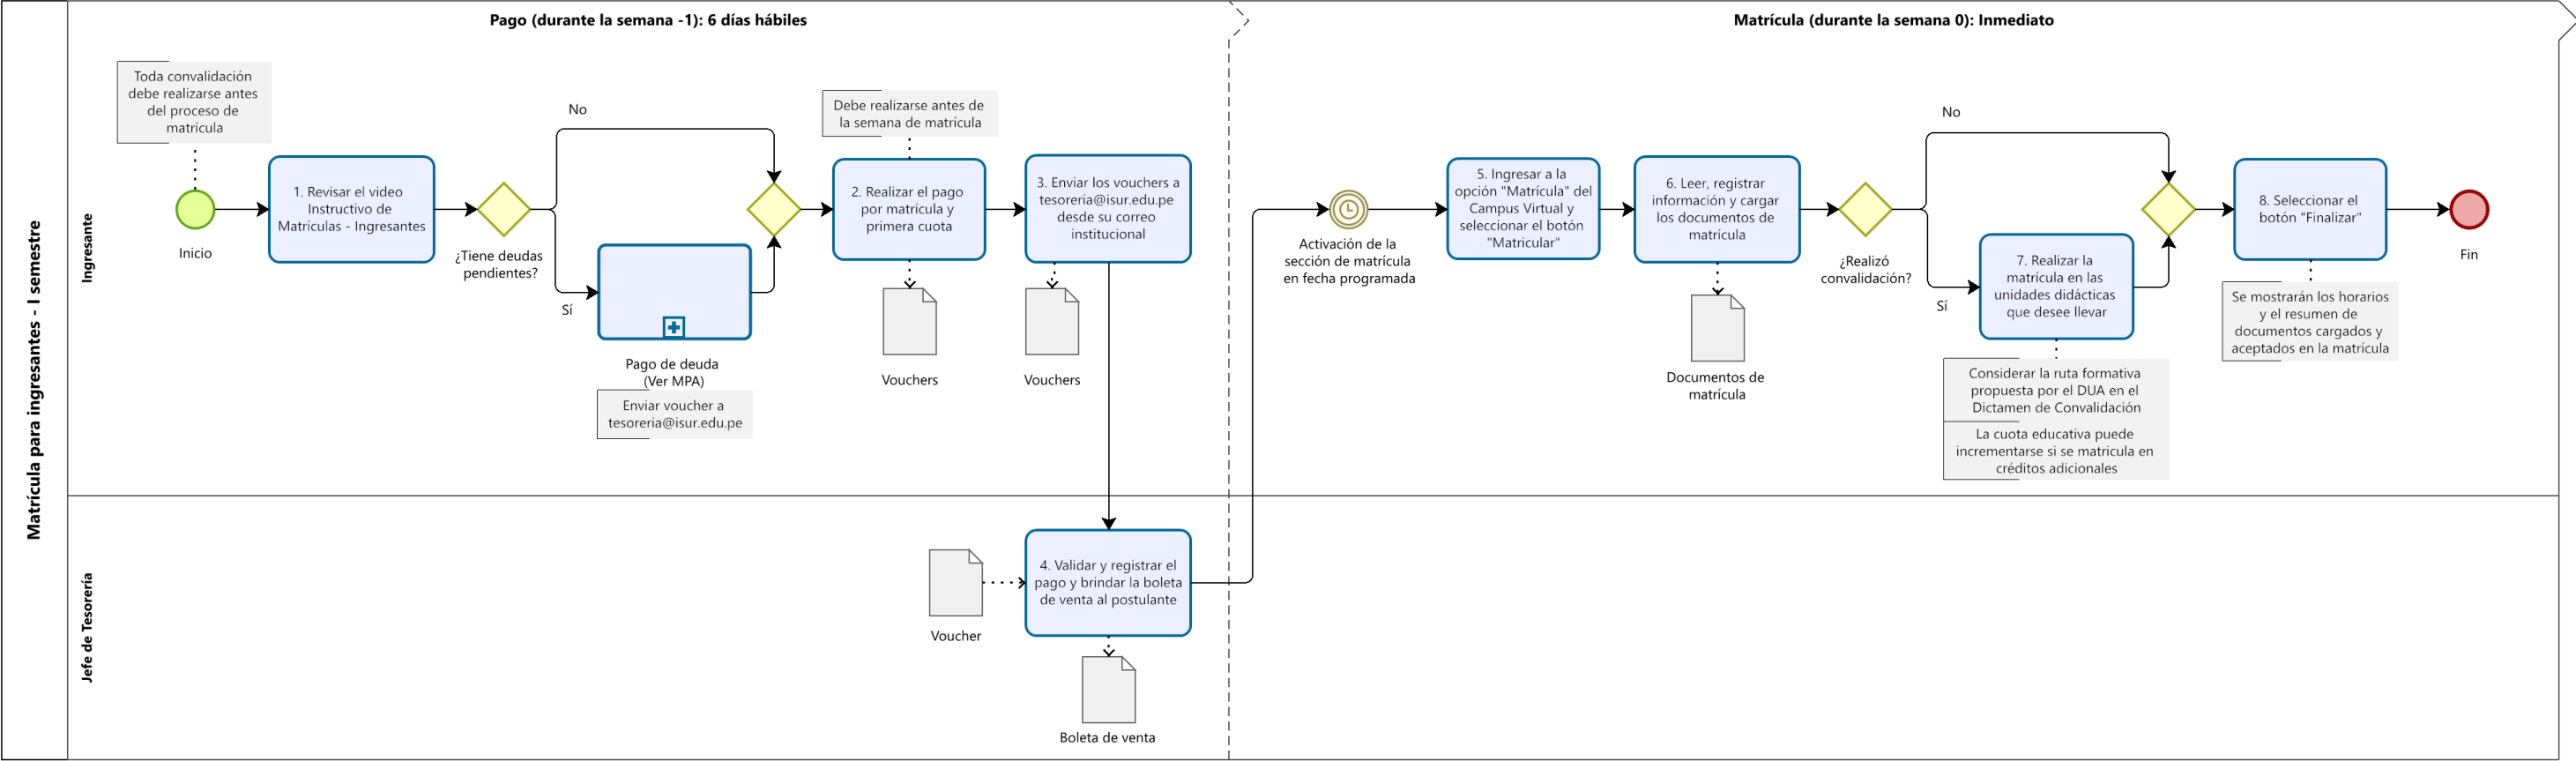 Matrícula para ingresantes - I semestre
Pago (durante la semana -1): 6 días hábiles
Matrícula (durante la semana 0): Inmediato
Ingresante
Toda convalidación
debe realizarse antes
del proceso de
matrícula
Inicio
1. Revisar el video
Instructivo de
Matrículas - Ingresantes
¿Tiene deudas
pendientes?
No
Sí
Pago de deuda
(Ver MPA)
Enviar voucher a
tesoreria@isur.edu.pe
Debe realizarse antes de
la semana de matrícula
2. Realizar el pago
por matrícula y
primera cuota
Vouchers
3. Enviar los vouchers a
tesoreria@isur.edu.pe
desde su correo
institucional
Vouchers
Activación de la
sección de matrícula
en fecha programada
5. Ingresar a la
opción "Matrícula" del
Campus Virtual y
seleccionar el botón
"Matricular"
6. Leer, registrar
información y cargar
los documentos de
matrícula
Documentos de
matrícula
¿Realizó
convalidación?
No
Sí
7. Realizar la
matrícula en las
unidades didácticas
que desee llevar
Considerar la ruta formativa
propuesta por el DUA en el
Dictamen de Convalidación
La cuota educativa puede
incrementarse si se matricula en
créditos adicionales
8. Seleccionar el
botón "Finalizar"
Se mostrarán los horarios
y el resumen de
documentos cargados y
aceptados en la matrícula
Fin
Jefe de Tesorería
Voucher
4. Validar y registrar el
pago y brindar la boleta
de venta al postulante
Boleta de venta